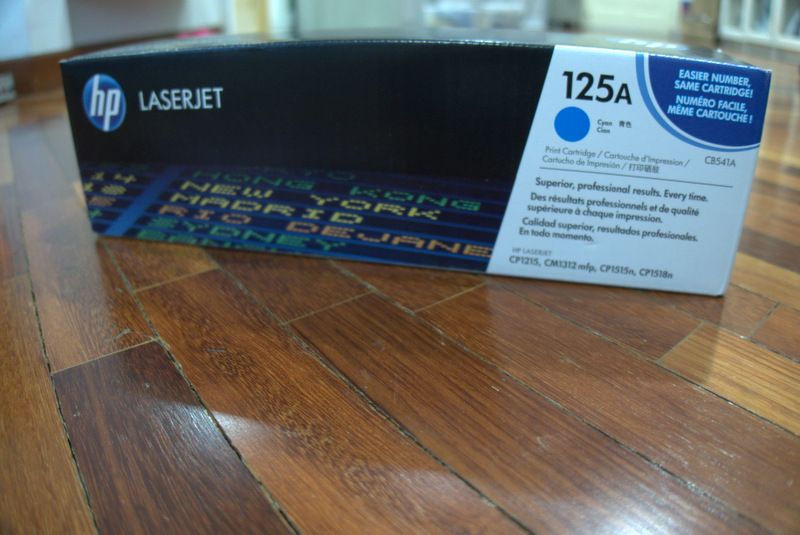 hp LASERJET
14 HONG KONG
15 NEW YORK
MADRID
RIO DE JANE
SYDNEY
125A
Cyan 青色
Cian
EASIER NUMBER,
SAME CARTRIDGE!
NUMÉRO FACILE,
MÊME CARTOUCHE !
CB541A
Print Cartridge / Cartouche d'Impression /
Cartucho de Impresión / 打印硒鼓
Superior, professional results. Every time.
Des résultats professionnels et de qualité
supérieure à chaque impression.
Calidad superior, resultados profesionales.
En todo momento.
HP LASERJET
CP1215, CM1312 mfp, CP1515n, CP1518n